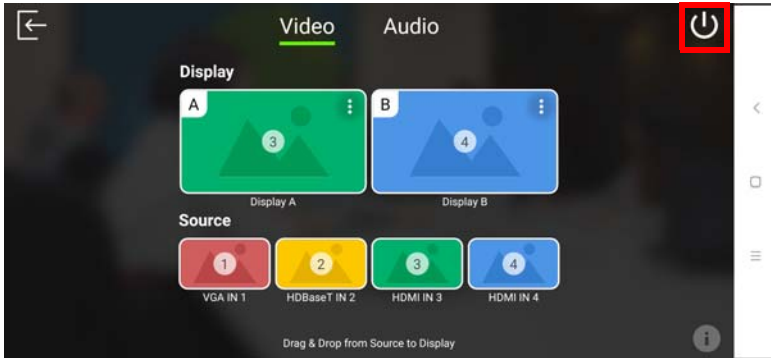 Video Audio
Display
A B
3 4
Display A Display B
Source
1 2 3 4
VGA IN 1 HDBaseT IN 2 HDMI IN 3 HDMI IN 4
Drag & Drop from Source to Display
i